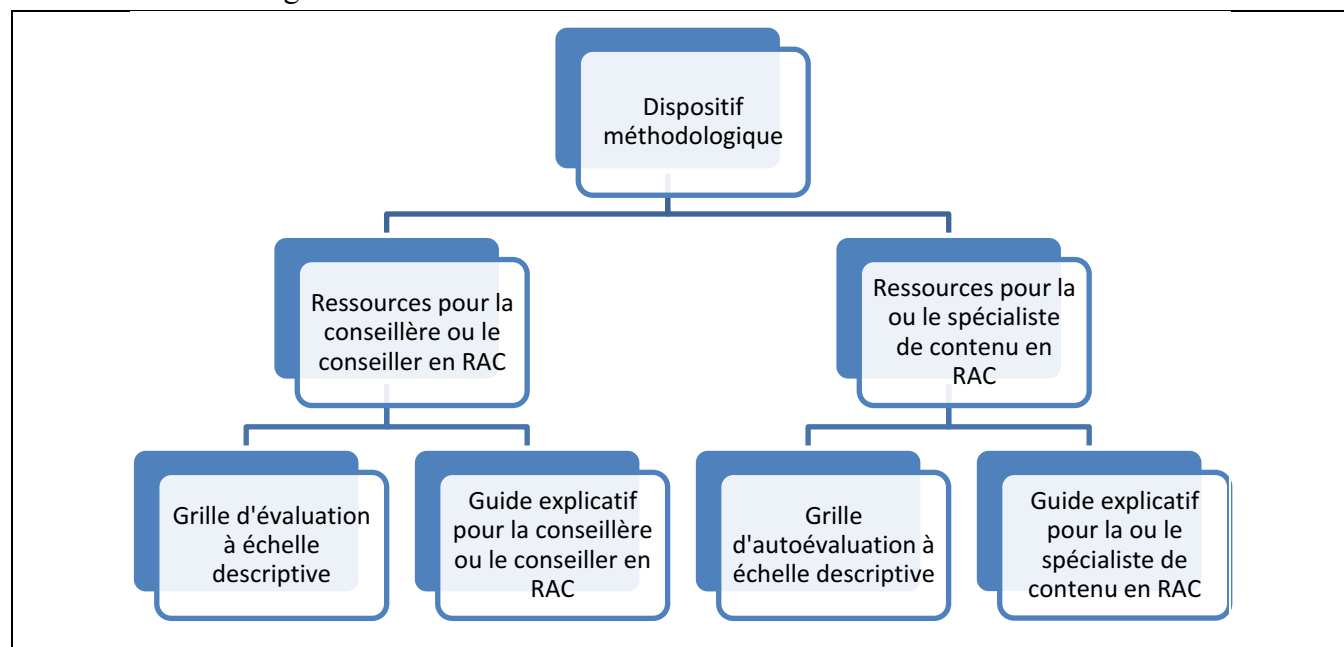 Dispositif
méthodologique
Ressources pour la
conseillère ou le
conseiller en RAC
Ressources pour la
ou le spécialiste
de contenu en
RAC
Grille d'évaluation
à échelle
descriptive
Guide explicatif
pour la conseillère
ou le conseiller en
RAC
Grille
d'autoévaluation à
échelle descriptive
Guide explicatif
pour la ou le
spécialiste de
contenu en RAC